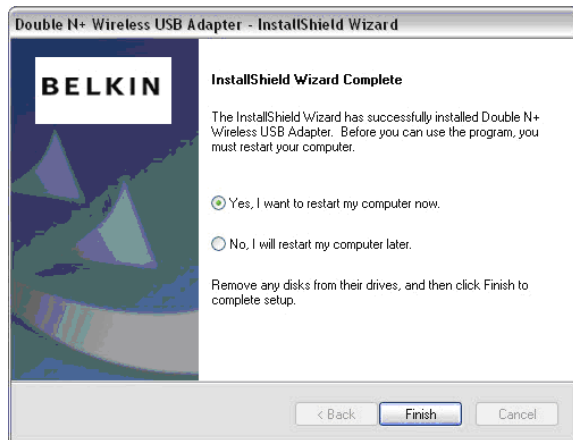 Double N+ Wireless USB Adapter - InstallShield Wizard
BELKIN
InstallShield Wizard Complete
The InstallShield Wizard has successfully installed Double N+
Wireless USB Adapter. Before you can use the program, you
must restart your computer.
Yes, I want to restart my computer now.
No, I will restart my computer later.
Remove any disks from their drives, and then click Finish to
complete setup.
< Back Finish Cancel